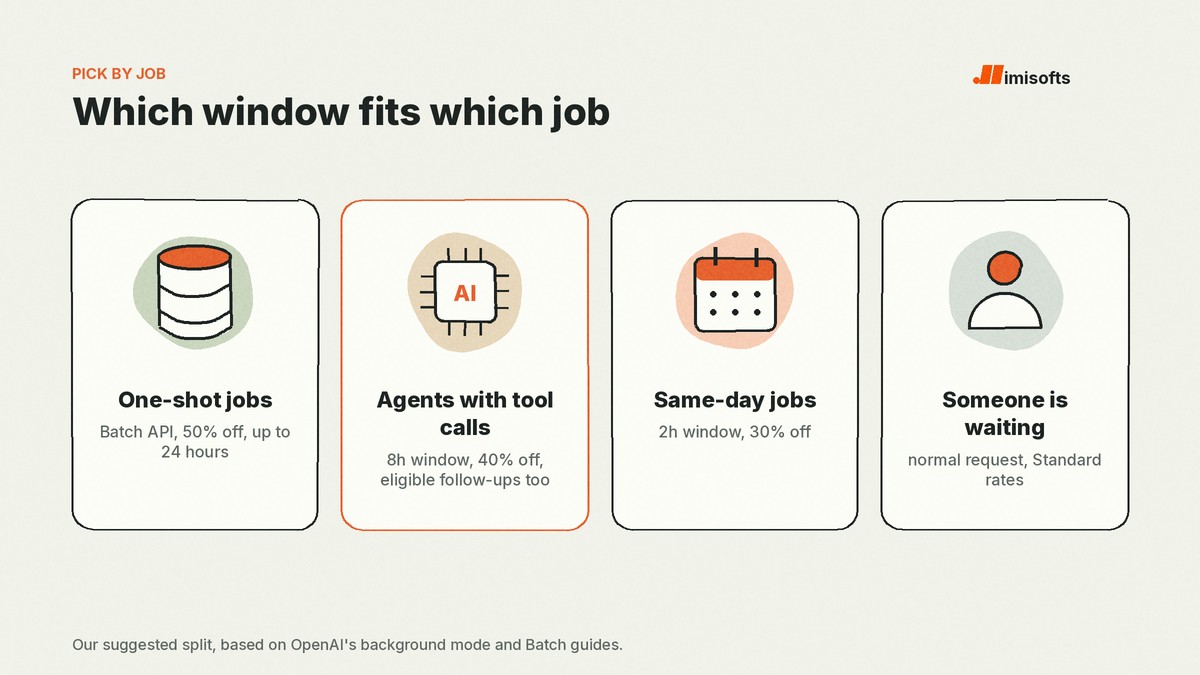 PICK BY JOB
Which window fits which job
imisofts
AI
One-shot jobs
Batch API, 50% off, up to
24 hours
Agents with tool
calls
8h window, 40% off,
eligible follow-ups too
Same-day jobs
2h window, 30% off
Someone is
waiting
normal request, Standard
rates
Our suggested split, based on OpenAI's background mode and Batch guides.